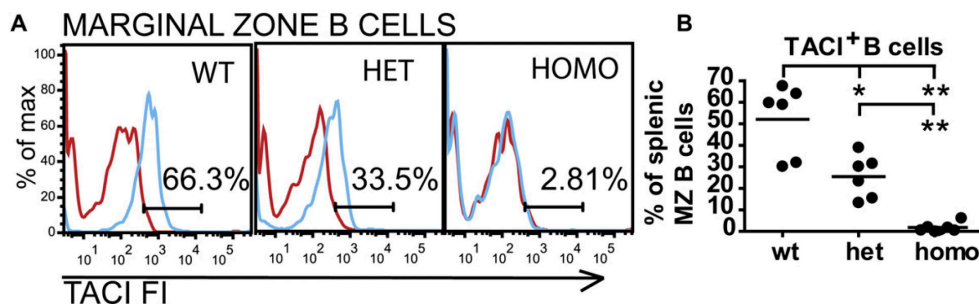 A
MARGINAL ZONE B CELLS
% of max
100
80
60
40
20
0
WT
66.3%
HET
33.5%
HOMO
2.81%
10¹ 10² 10³ 10⁴ 10⁵
10¹ 10² 10³ 10⁴ 10⁵
10¹ 10² 10³ 10⁴ 10⁵
TACI FI
B
TACI⁺ B cells
* **
**
% of splenic
MZ B cells
70
60
50
40
30
20
10
0
wt het homo